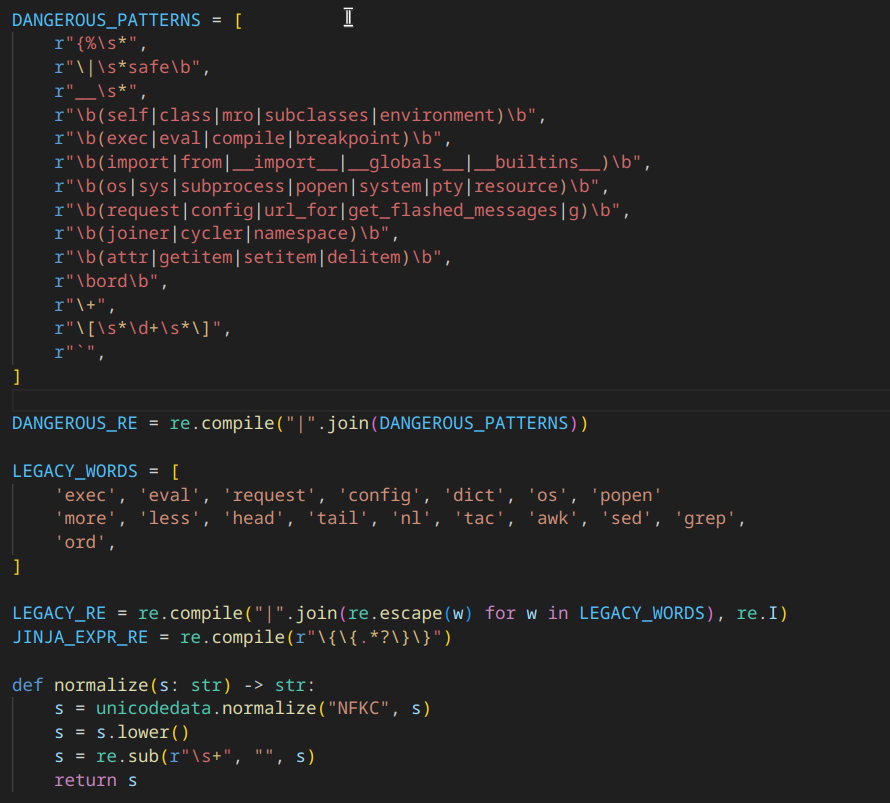 DANGEROUS_PATTERNS = [
    r"{%\s*",
    r"\|\s*safe\b",
    r"__\s*",
    r"\b(self|class|mro|subclasses|environment)\b",
    r"\b(exec|eval|compile|breakpoint)\b",
    r"\b(import|from|__import__|__globals__|__builtins__)\b",
    r"\b(os|sys|subprocess|popen|system|pty|resource)\b",
    r"\b(request|config|url_for|get_flashed_messages|g)\b",
    r"\b(joiner|cycler|namespace)\b",
    r"\b(attr|getitem|setitem|delitem)\b",
    r"\bord\b",
    r"\+",
    r"\[\s*\d+\s*\]",
    r"`",
]
DANGEROUS_RE = re.compile("|".join(DANGEROUS_PATTERNS))
LEGACY_WORDS = [
    'exec', 'eval', 'request', 'config', 'dict', 'os', 'popen'
    'more', 'less', 'head', 'tail', 'nl', 'tac', 'awk', 'sed', 'grep',
    'ord',
]
LEGACY_RE = re.compile("|".join(re.escape(w) for w in LEGACY_WORDS), re.I)
JINJA_EXPR_RE = re.compile(r"\{\{.*?\}\}")
def normalize(s: str) -> str:
    s = unicodedata.normalize("NFKC", s)
    s = s.lower()
    s = re.sub(r"\s+", "", s)
    return s